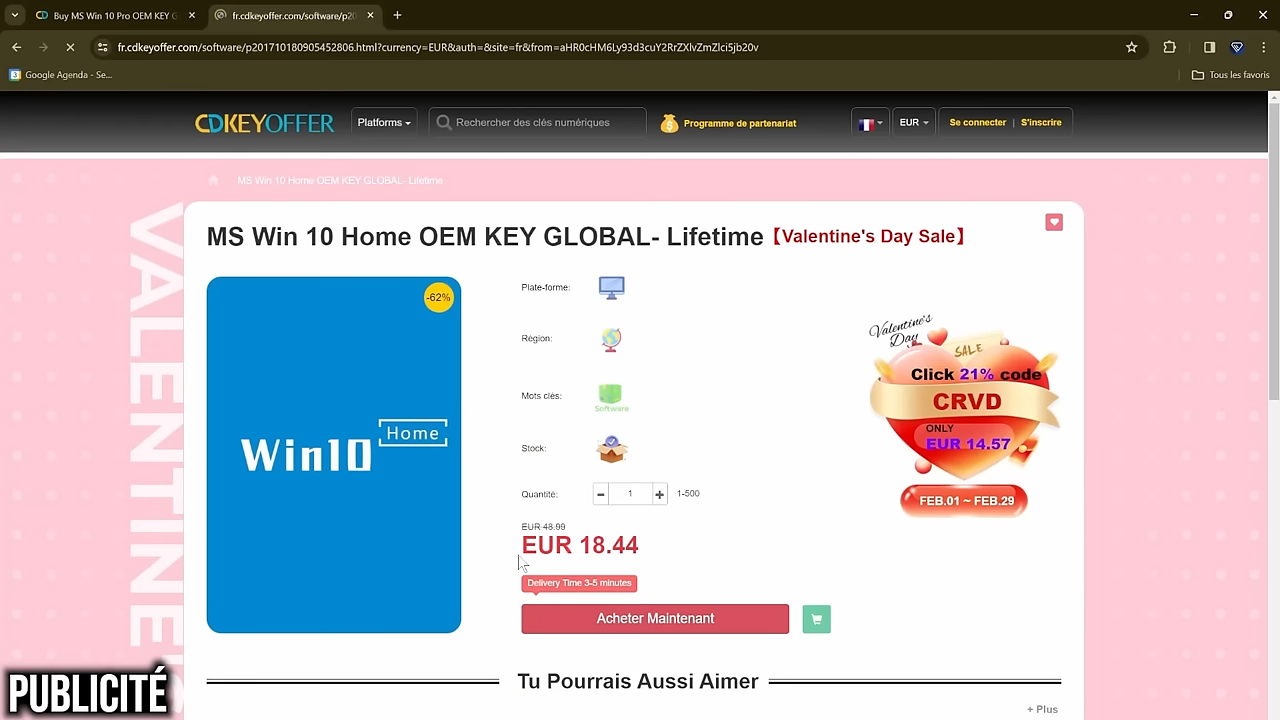 Buy MS Win 10 Pro OEM KEY G
fr.cdkeyoffer.com/software/p20
fr.cdkeyoffer.com/software/p201710180905452806.html?currency=EUR&auth=&site=fr&from=aHR0cHM6Ly93d3cuY2RrZXlvZmZlci5jb20v
Google Agenda - Se...
Tous les favoris
CDKEYOFFER
Platforms
Rechercher des clés numériques
Programme de partenariat
EUR
Se connecter | S'inscrire
MS Win 10 Home OEM KEY GLOBAL- Lifetime
VALENTINE
MS Win 10 Home OEM KEY GLOBAL- Lifetime【Valentine's Day Sale】
-62%
Win10 Home
Plate-forme:
Région:
Mots clés:
Software
Stock:
Quantité:
1
1-500
EUR 48.99
EUR 18.44
Delivery Time 3-5 minutes
Acheter Maintenant
Valentine's
Day
SALE
Click 21% code
CRVD
ONLY
EUR 14.57
FEB.01 ~ FEB.29
Tu Pourrais Aussi Aimer
+ Plus
PUBLICITÉ